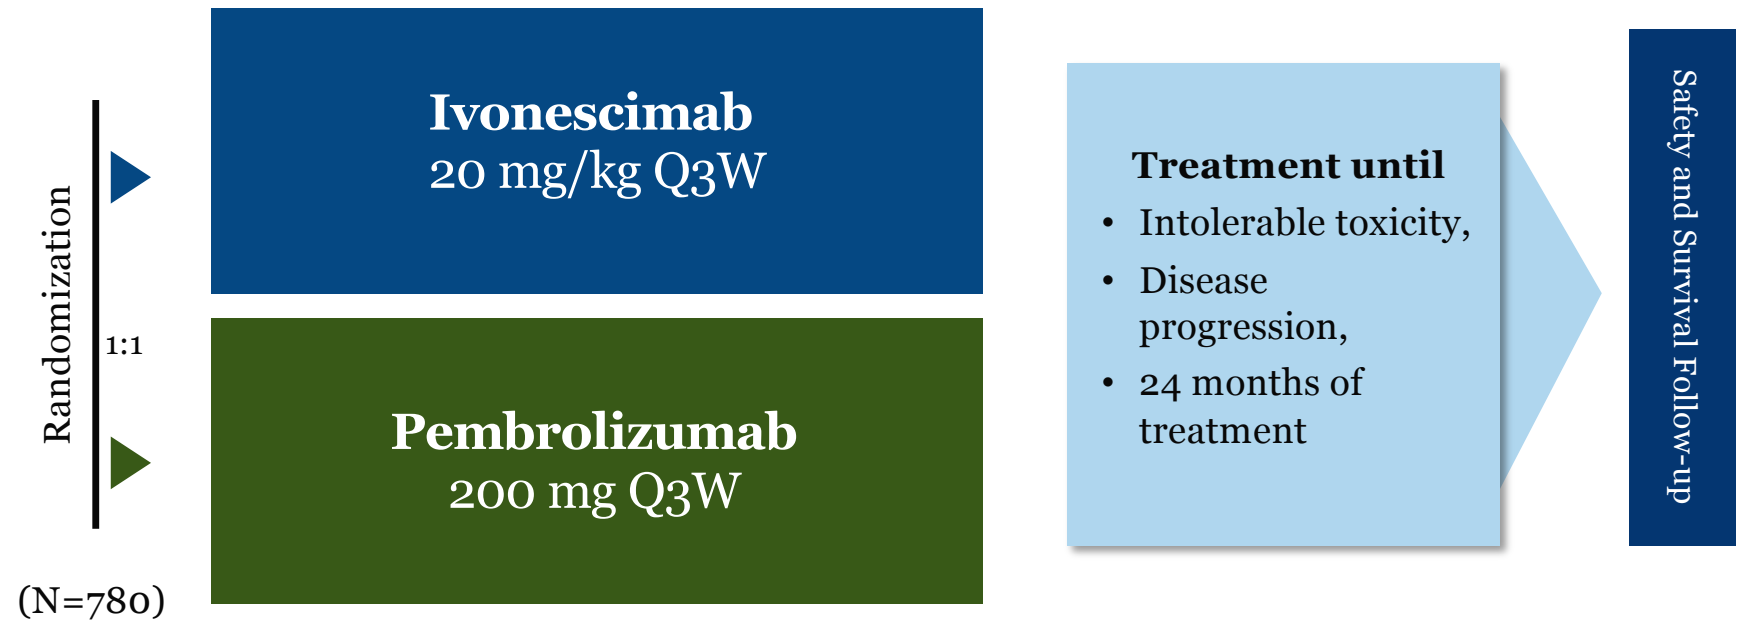 Randomization
1:1
(N=780)
Ivonescimab
20 mg/kg Q3W
Pembrolizumab
200 mg Q3W
Treatment until
• Intolerable toxicity,
• Disease
progression,
• 24 months of
treatment
Safety and Survival Follow-up